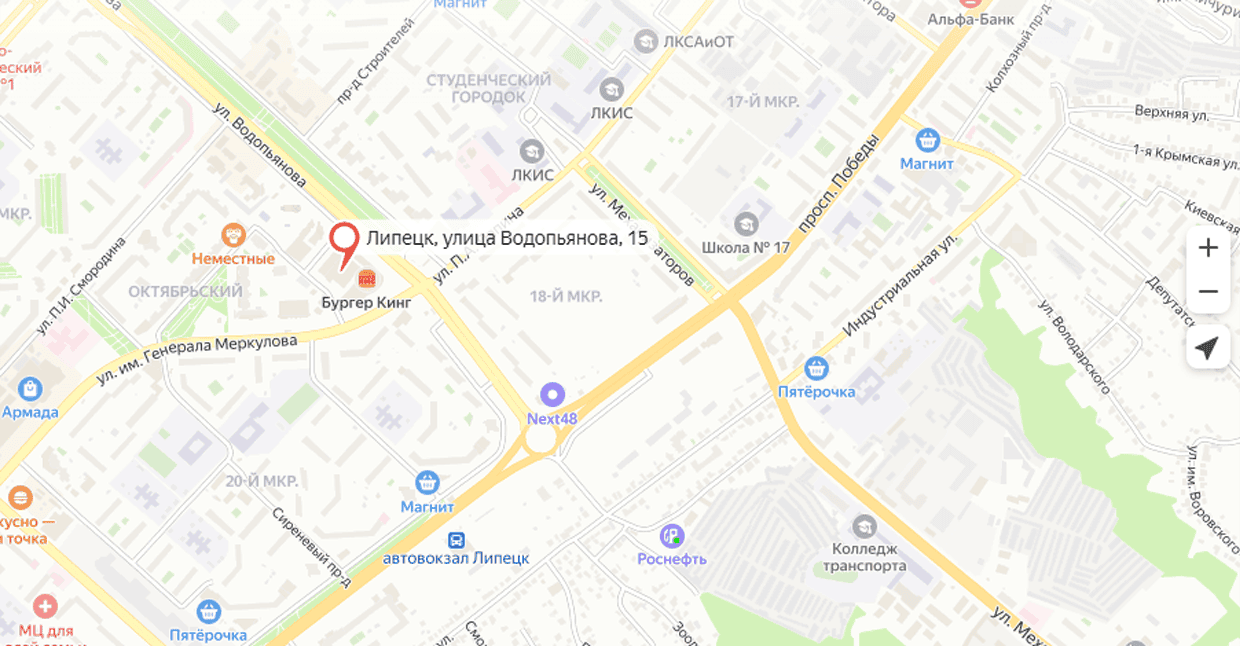 Магнит
Альфа-Банк
ЛКСАиОТ
пр-д Строителей
СТУДЕНЧЕСКИЙ
ГОРОДОК
ЛКИС
17-Й МКР.
Колхозный пр-д
Верхняя ул.
ул. Водопьянова
ЛКИС
просп. Победы
Магнит
1-я Крымская ул.
МКР.
Неместные
Липецк, улица Водопьянова, 15
Школа № 17
Киевская
ул. П.И. Смородина
ОКТЯБРЬСКИЙ
Бургер Кинг
18-Й МКР.
Индустриальная ул.
ул. Володарского
ул. им. Генерала Меркулова
Армада
Next48
Пятёрочка
20-Й МКР.
Магнит
ул. им. Воровского
Сиреневый пр-д
автовокзал Липецк
Роснефть
Колледж
транспорта
Пятёрочка
МЦ для